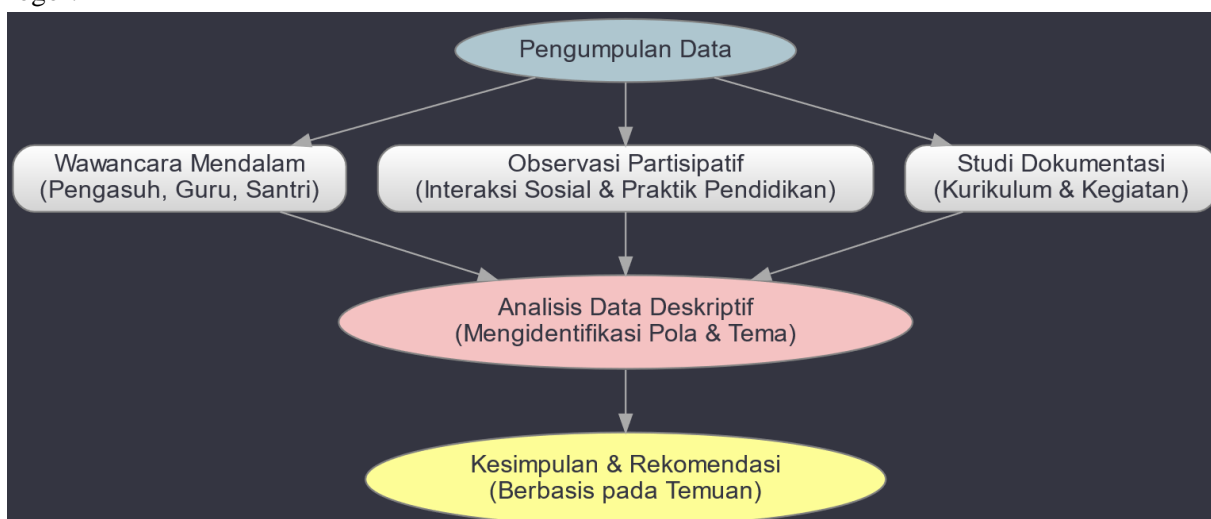 Pengumpulan Data
Wawancara Mendalam
(Pengasuh, Guru, Santri)
Observasi Partisipatif
(Interaksi Sosial & Praktik Pendidikan)
Studi Dokumentasi
(Kurikulum & Kegiatan)
Analisis Data Deskriptif
(Mengidentifikasi Pola & Tema)
Kesimpulan & Rekomendasi
(Berbasis pada Temuan)